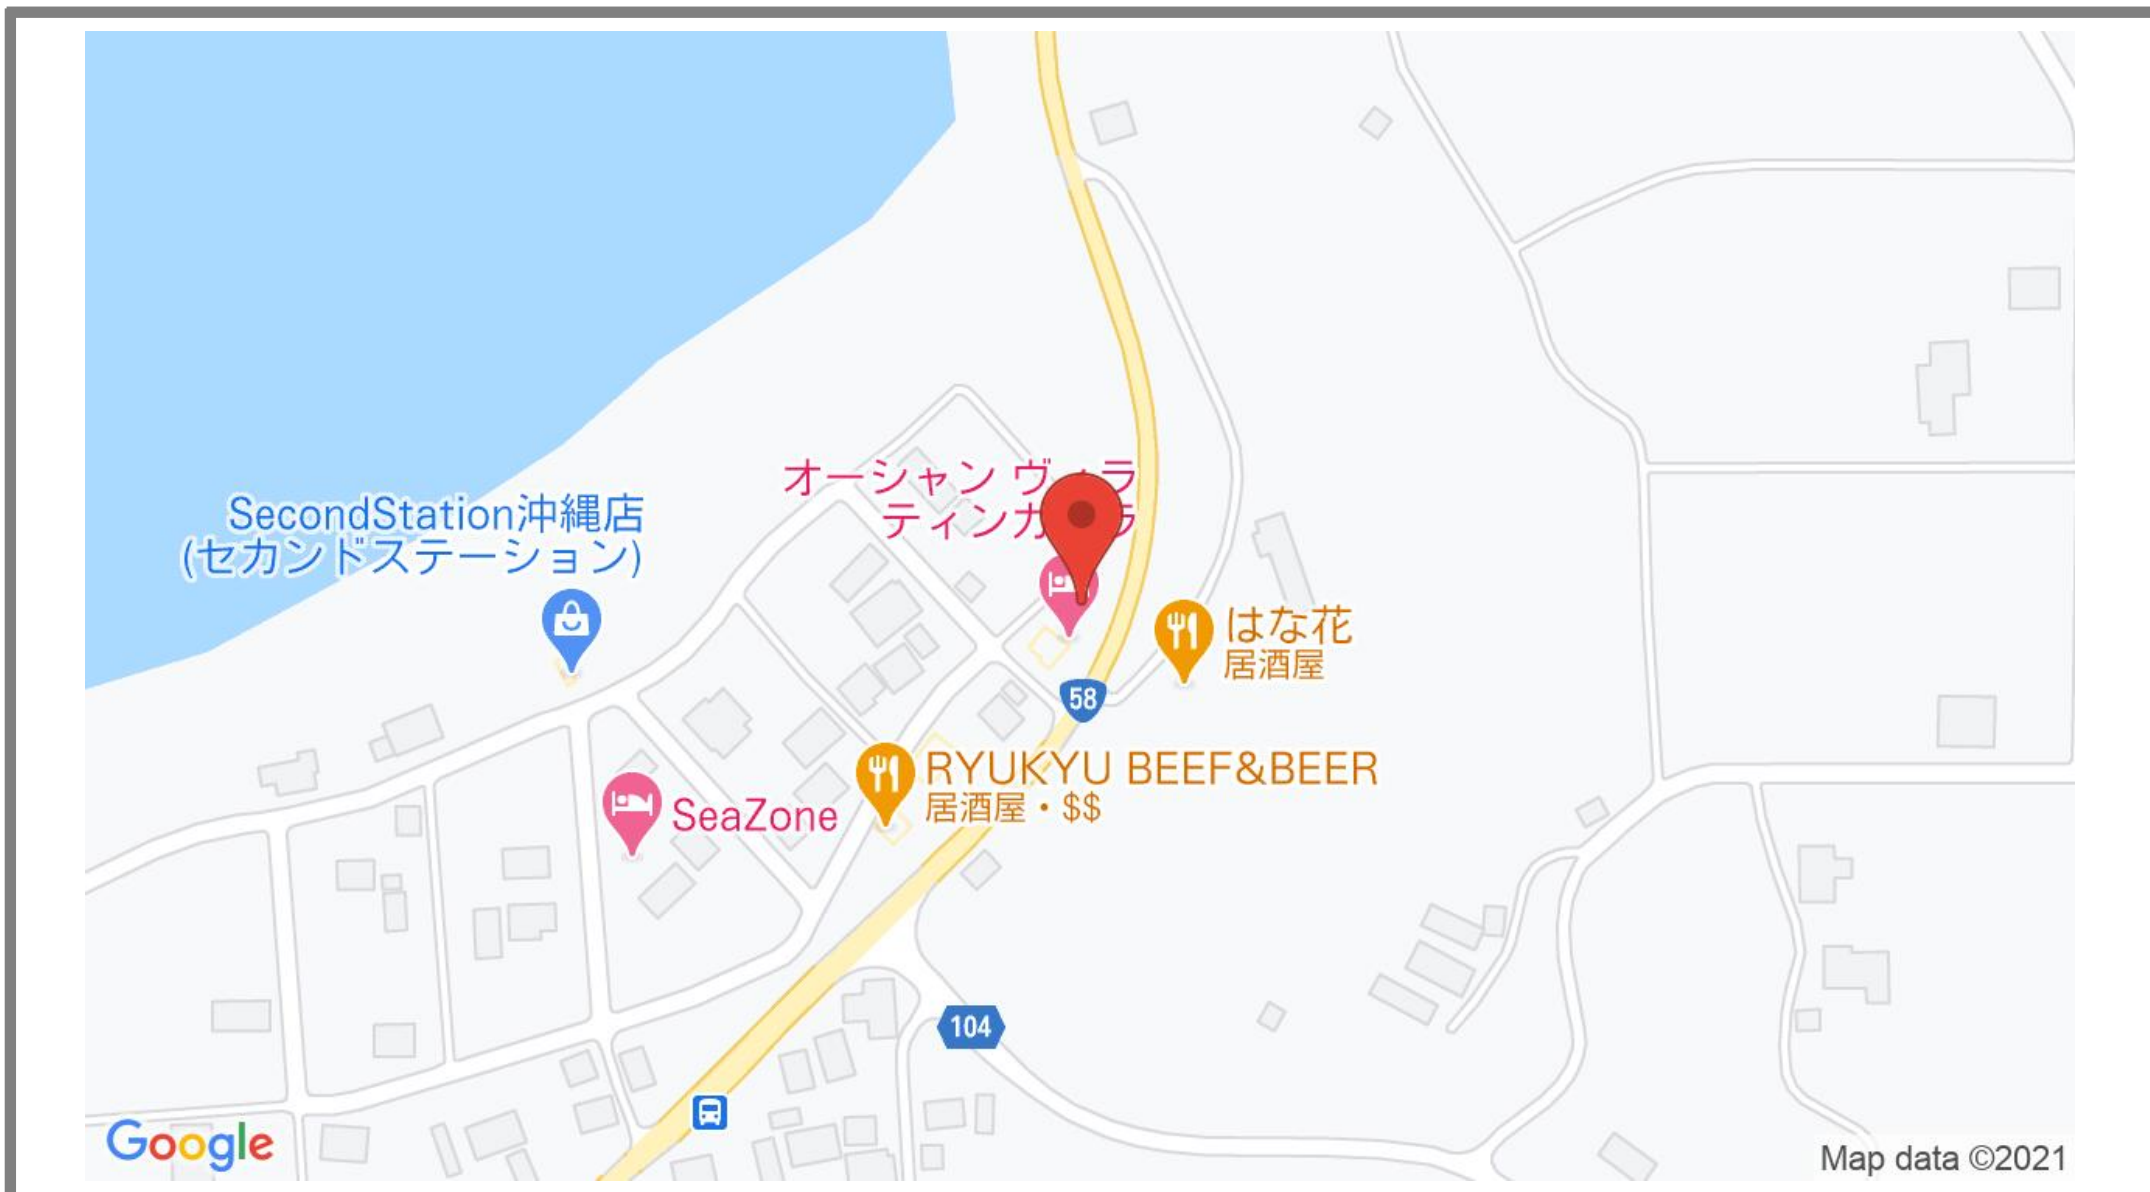 オーシャン ヴィラ
ティンカ ラ
SecondStation沖縄店
(セカンドステーション)
はな花
居酒屋
58
RYUKYU BEEF&BEER
居酒屋・$$
SeaZone
104
Google
Map data ©2021